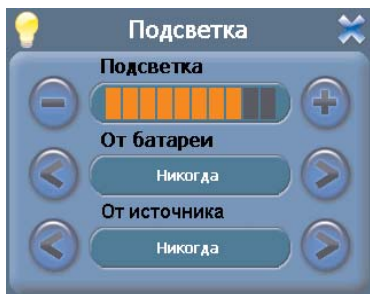 Подсветка
Подсветка
От батареи
Никогда
От источника
Никогда